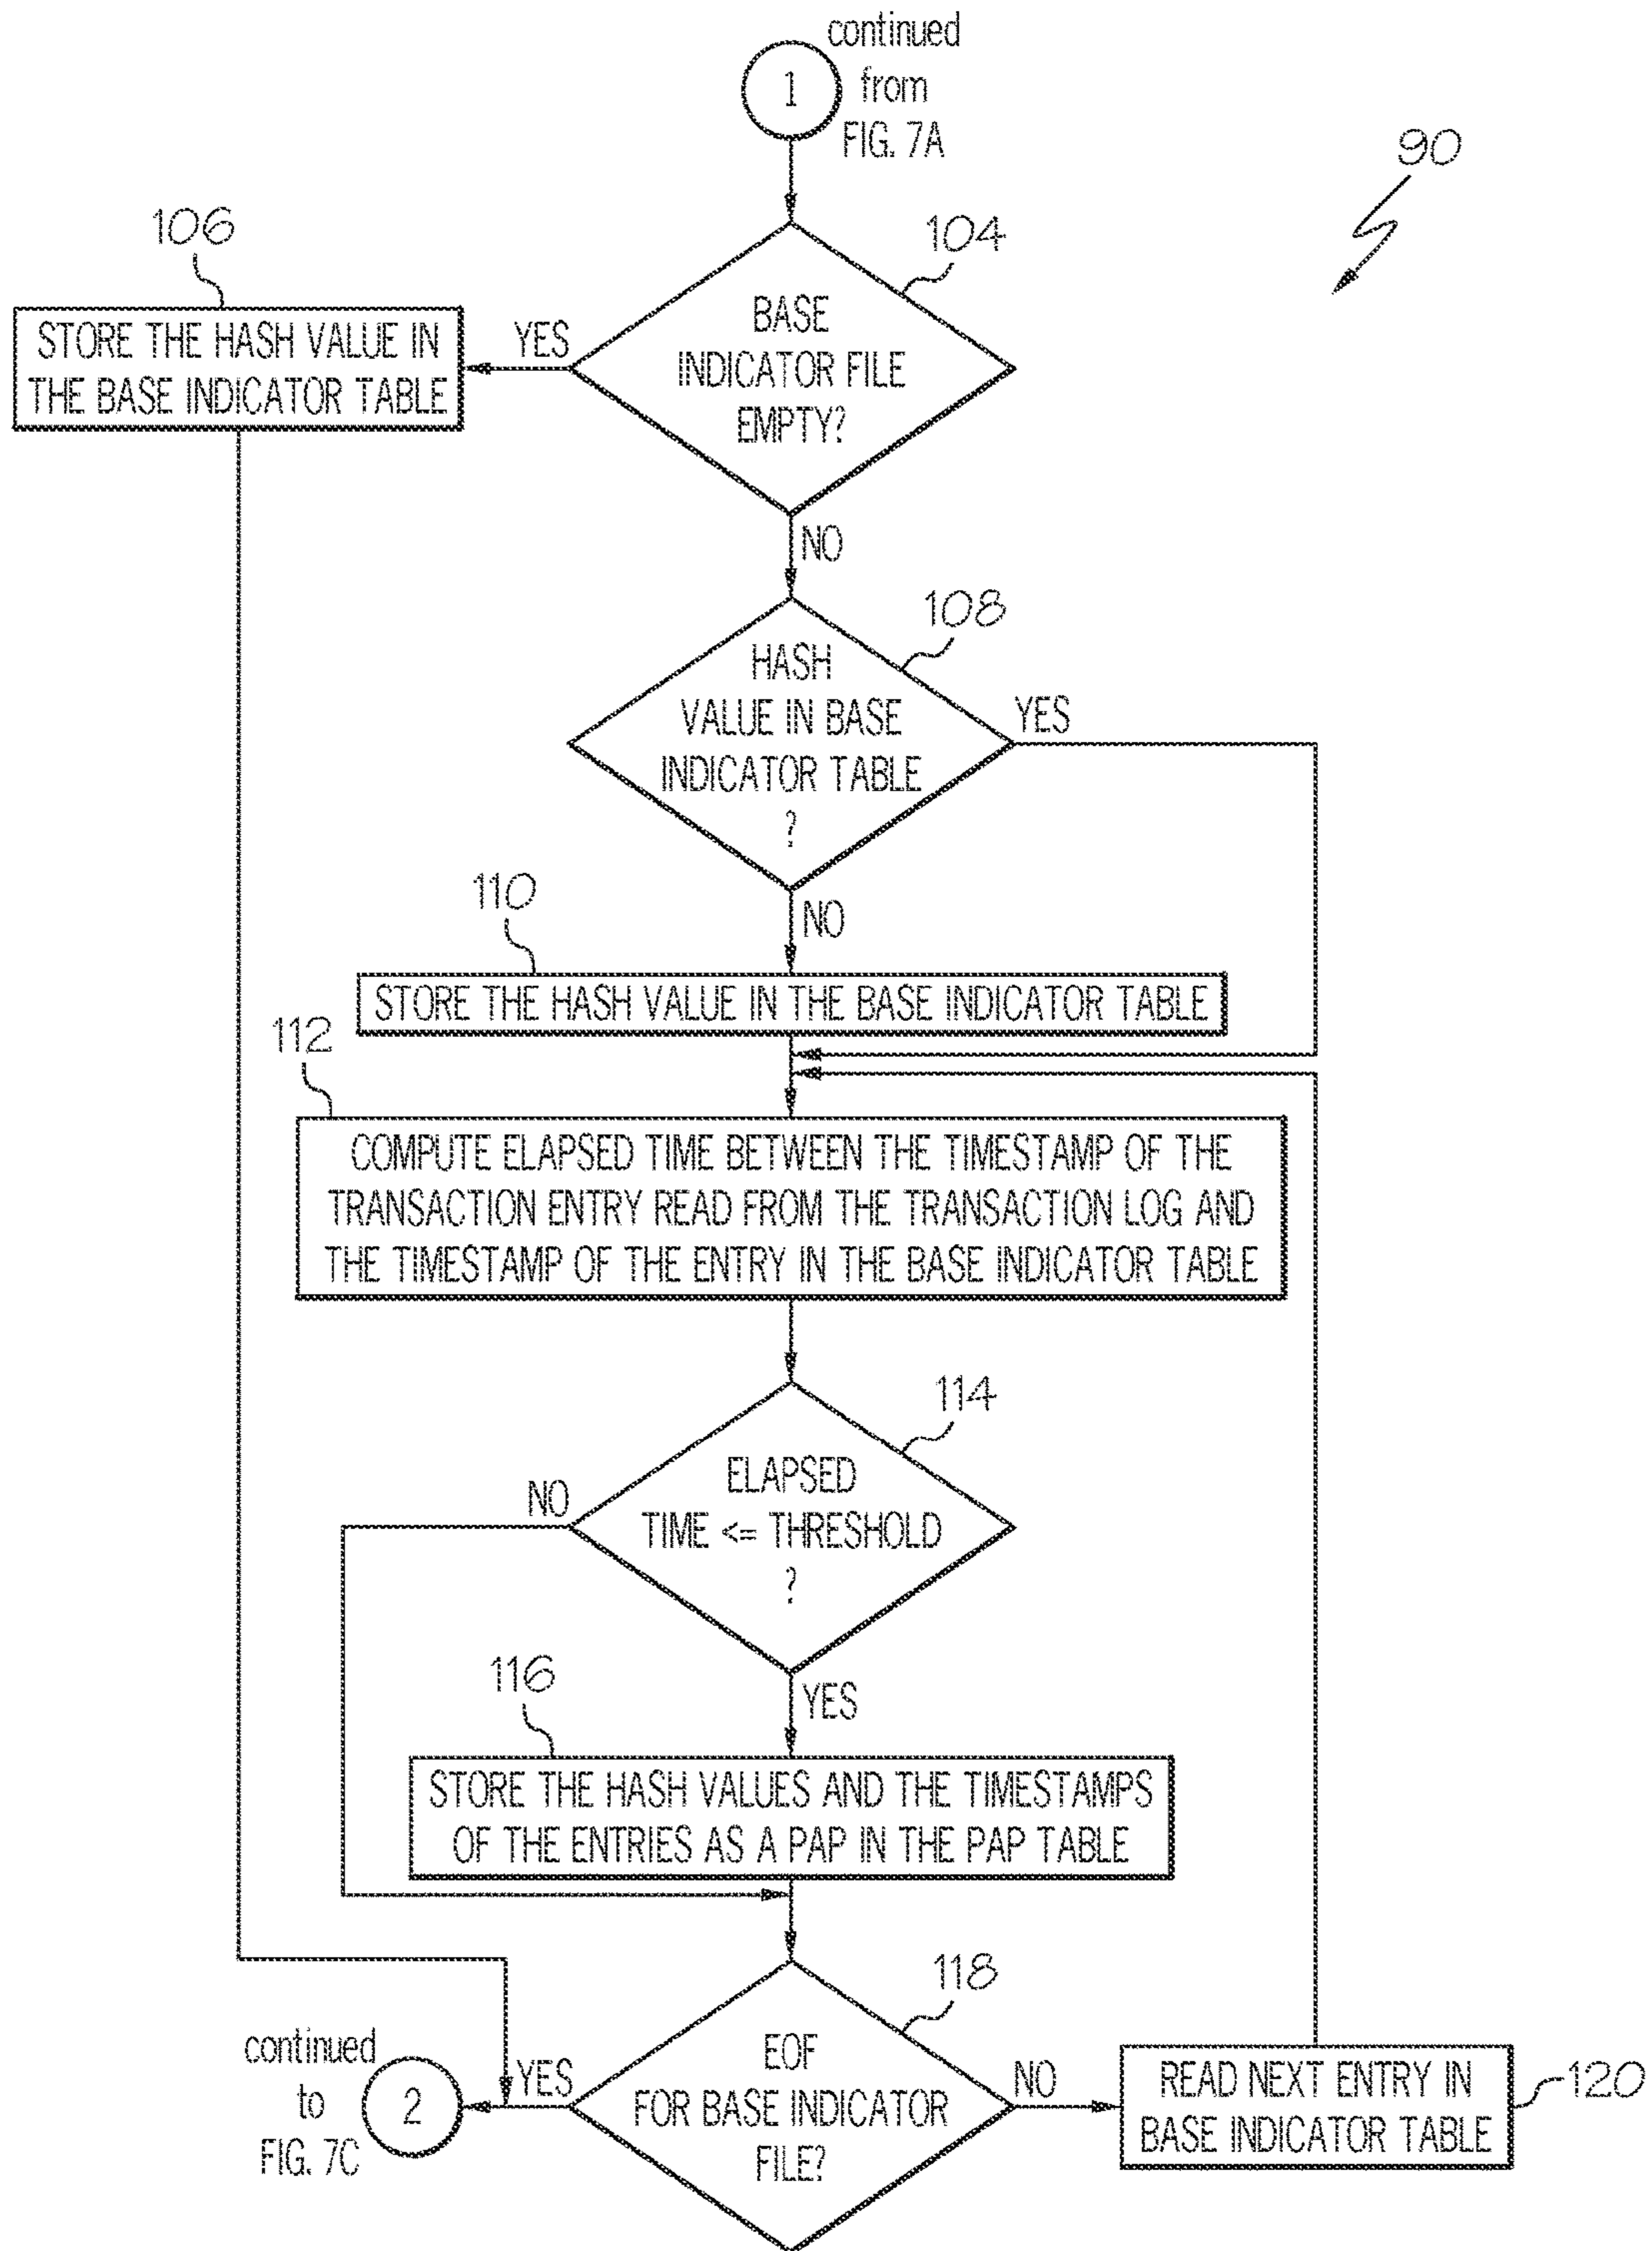 continued
1 from
FIG. 7A
90
106
104
STORE THE HASH VALUE IN
THE BASE INDICATOR TABLE
YES
BASE
INDICATOR FILE
EMPTY?
NO
108
HASH
VALUE IN BASE
INDICATOR TABLE
?
YES
110
NO
STORE THE HASH VALUE IN THE BASE INDICATOR TABLE
112
COMPUTE ELAPSED TIME BETWEEN THE TIMESTAMP OF THE
TRANSACTION ENTRY READ FROM THE TRANSACTION LOG AND
THE TIMESTAMP OF THE ENTRY IN THE BASE INDICATOR TABLE
114
NO
ELAPSED
TIME <= THRESHOLD
?
116
YES
STORE THE HASH VALUES AND THE TIMESTAMPS
OF THE ENTRIES AS A PAP IN THE PAP TABLE
118
continued
to
FIG. 7C
2
YES
EOF
FOR BASE INDICATOR
FILE?
NO
READ NEXT ENTRY IN
BASE INDICATOR TABLE
120